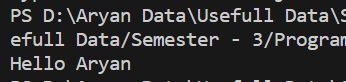 PS D:\Aryan Data\Usefull Data\S
efull Data/Semester - 3/Program
Hello Aryan